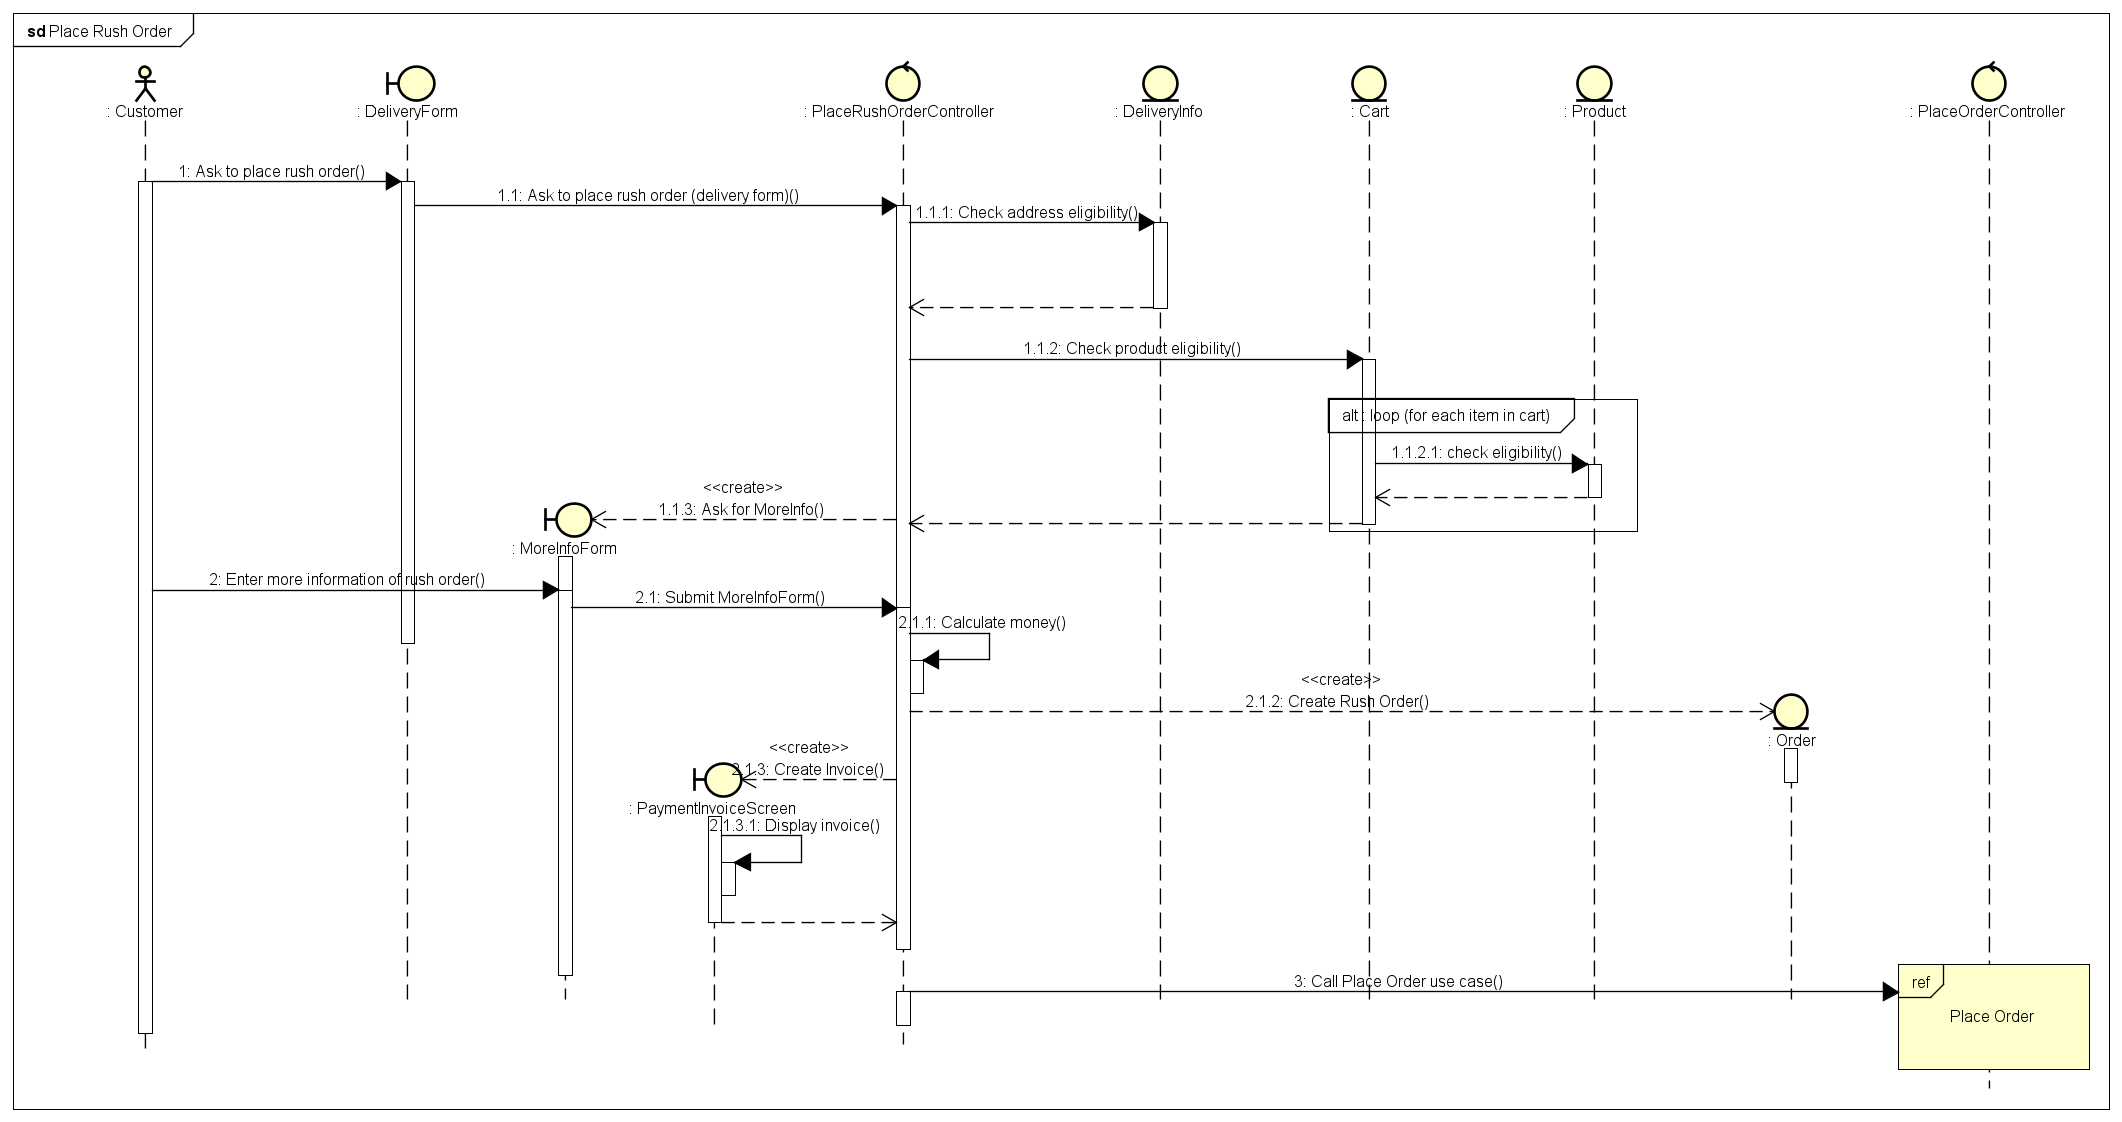 sd Place Rush Order
: Customer
: DeliveryForm
: PlaceRushOrderController
: DeliveryInfo
: Cart
: Product
: PlaceOrderController
1: Ask to place rush order()
1.1: Ask to place rush order (delivery form)()
1.1.1: Check address eligibility()
1.1.2: Check product eligibility()
alt : loop (for each item in cart)
1.1.2.1: check eligibility()
<<create>>
1.1.3: Ask for MoreInfo()
: MoreInfoForm
2: Enter more information of rush order()
2.1: Submit MoreInfoForm()
2.1.1: Calculate money()
<<create>>
2.1.2: Create Rush Order()
: Order
<<create>>
2.1.3: Create Invoice()
: PaymentInvoiceScreen
2.1.3.1: Display invoice()
3: Call Place Order use case()
ref
Place Order